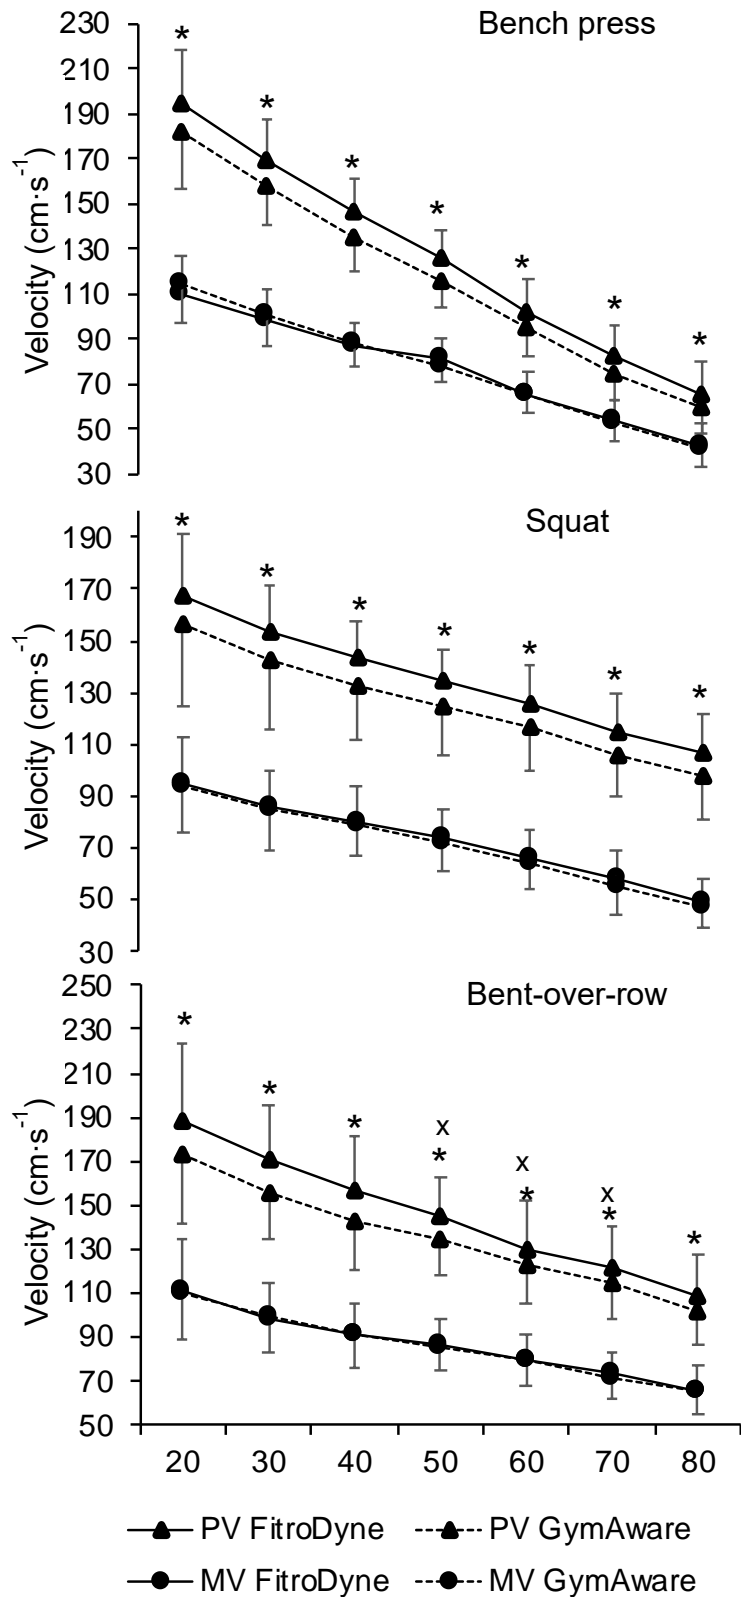 Bench press
230
210
190
170
150
130
110
90
70
50
30
Velocity (cm·s-1)
* * * * * * *
Squat
190
170
150
130
110
90
70
50
30
Velocity (cm·s-1)
* * * * * * *
Bent-over-row
250
230
210
190
170
150
130
110
90
70
50
Velocity (cm·s-1)
x x x
* * * * * * *
20 30 40 50 60 70 80
PV FitroDyne PV GymAware
MV FitroDyne MV GymAware